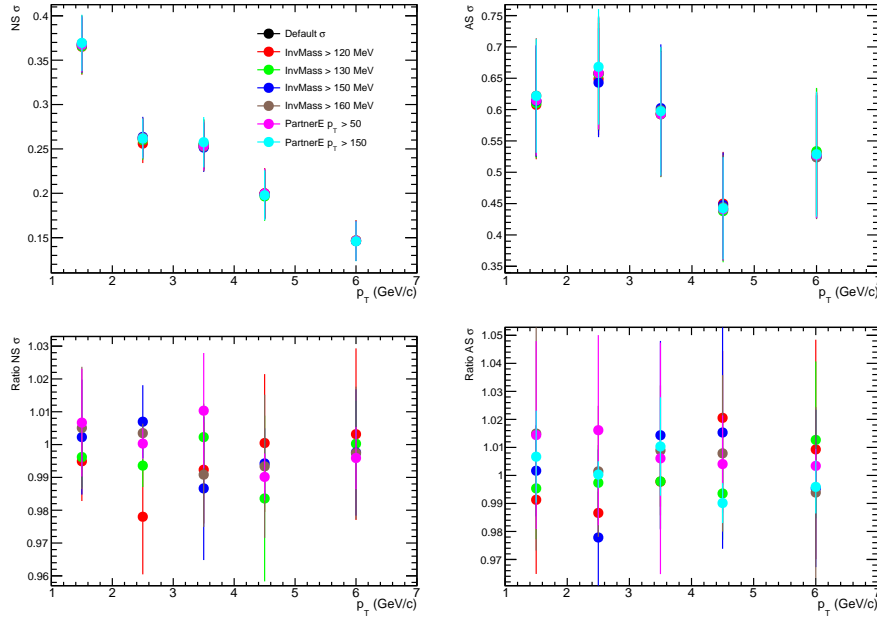 NS σ
0.4
0.35
0.3
0.25
0.2
0.15
1 2 3 4 5 6 7
p_T (GeV/c)
Default σ
InvMass > 120 MeV
InvMass > 130 MeV
InvMass > 150 MeV
InvMass > 160 MeV
PartnerE p_T > 50
PartnerE p_T > 150
AS σ
0.75
0.7
0.65
0.6
0.55
0.5
0.45
0.4
0.35
1 2 3 4 5 6 7
p_T (GeV/c)
Ratio NS σ
1.03
1.02
1.01
1
0.99
0.98
0.97
0.96
1 2 3 4 5 6 7
p_T (GeV/c)
Ratio AS σ
1.05
1.04
1.03
1.02
1.01
1
0.99
0.98
0.97
1 2 3 4 5 6 7
p_T (GeV/c)